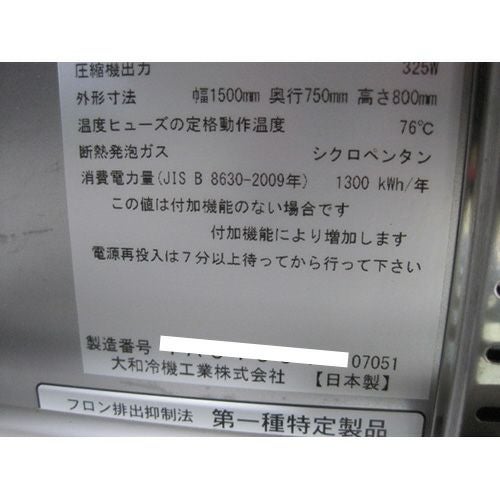 圧縮機出力 325W
外形寸法 幅1500mm 奥行750mm 高さ800mm
温度ヒューズの定格動作温度 76℃
断熱発泡ガス シクロペンタン
消費電力量(JIS B 8630-2009年) 1300 kWh/年
この値は付加機能のない場合です
付加機能により増加します
電源再投入は7分以上待ってから行って下さい
製造番号 07051
大和冷機工業株式会社 【日本製】
フロン排出抑制法 第一種特定製品